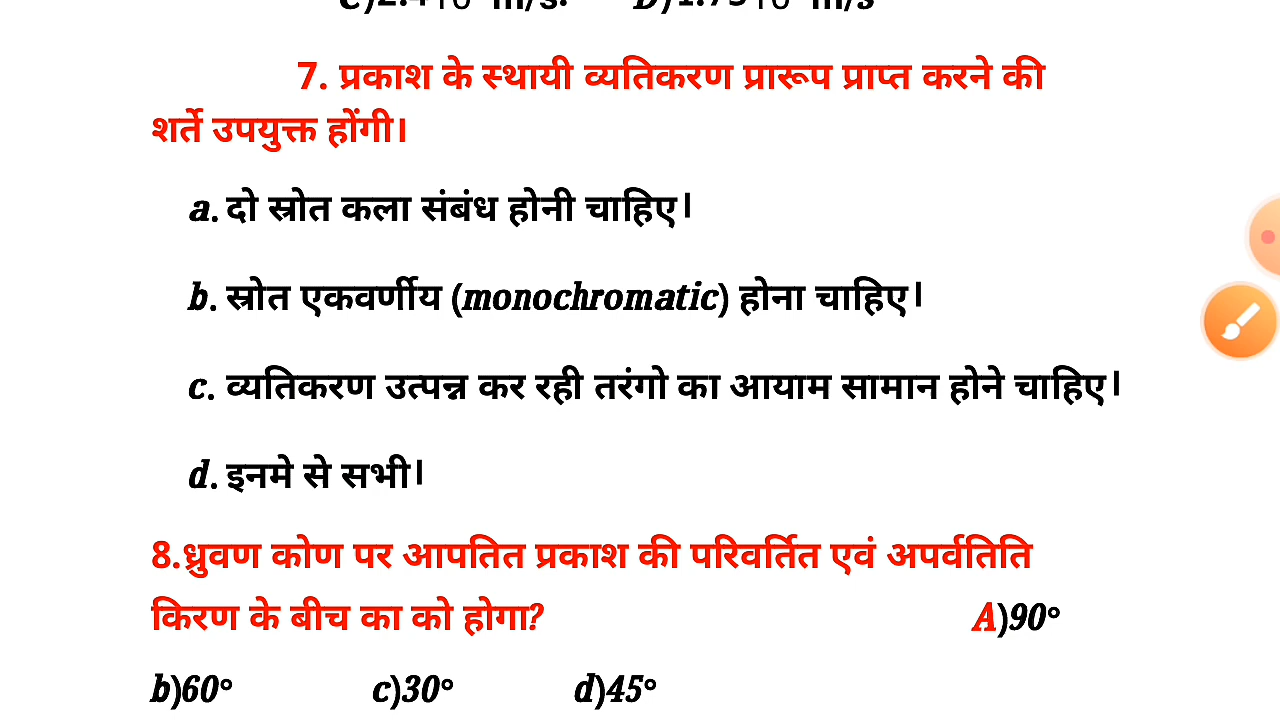 7. प्रकाश के स्थायी व्यतिकरण प्रारूप प्राप्त करने की
शर्ते उपयुक्त होंगी।
a. दो स्रोत कला संबंध होनी चाहिए।
b. स्रोत एकवर्णीय (monochromatic) होना चाहिए।
c. व्यतिकरण उत्पन्न कर रही तरंगो का आयाम सामान होने चाहिए।
d. इनमे से सभी।
8.ध्रुवण कोण पर आपतित प्रकाश की परिवर्तित एवं अपर्वतिति
किरण के बीच का को होगा? A)90°
b)60° c)30° d)45°